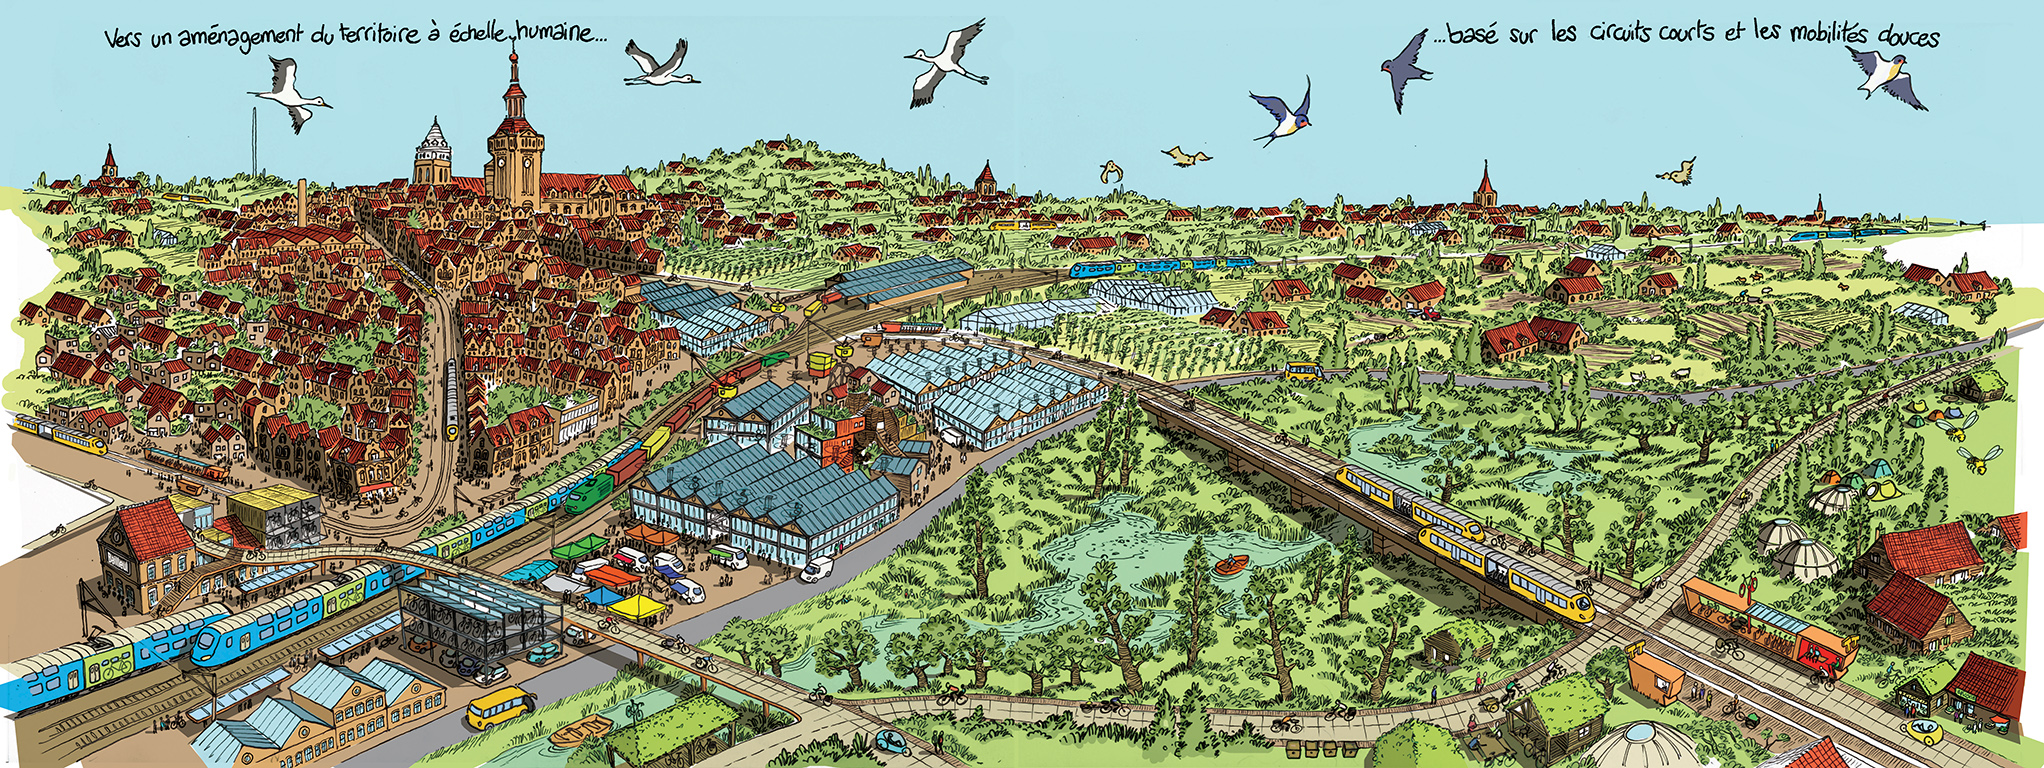 Vers un aménagement du territoire à échelle humaine...
...basé sur les circuits courts et les mobilités douces